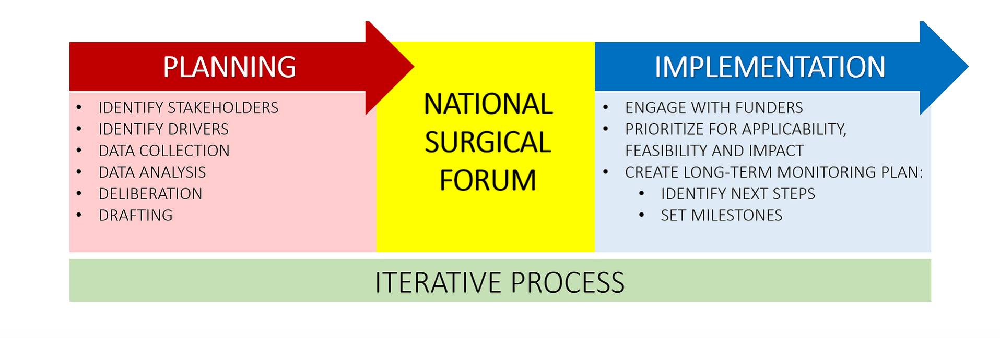 PLANNING
• IDENTIFY STAKEHOLDERS
• IDENTIFY DRIVERS
• DATA COLLECTION
• DATA ANALYSIS
• DELIBERATION
• DRAFTING
NATIONAL
SURGICAL
FORUM
IMPLEMENTATION
• ENGAGE WITH FUNDERS
• PRIORITIZE FOR APPLICABILITY,
FEASIBILITY AND IMPACT
• CREATE LONG-TERM MONITORING PLAN:
• IDENTIFY NEXT STEPS
• SET MILESTONES
ITERATIVE PROCESS